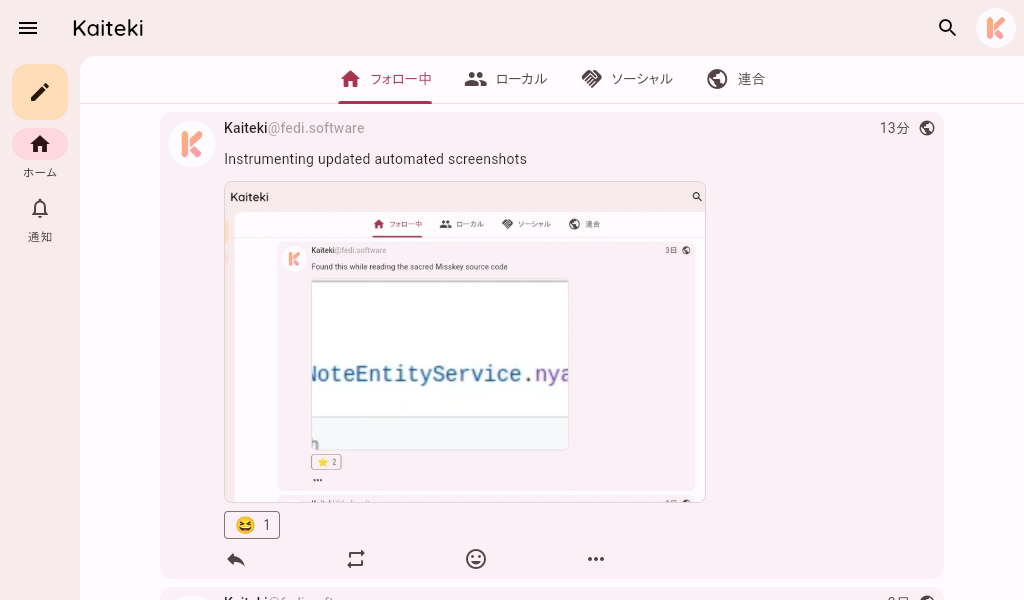 Kaiteki
フォロー中
ローカル
ソーシャル
連合
ホーム
通知
Kaiteki@fedi.software
13分
Instrumenting updated automated screenshots
Kaiteki
フォロー中
ローカル
ソーシャル
連合
Kaiteki@fedi.software
3日
Found this while reading the sacred Misskey source code
NoteEntityService.nya
2
1